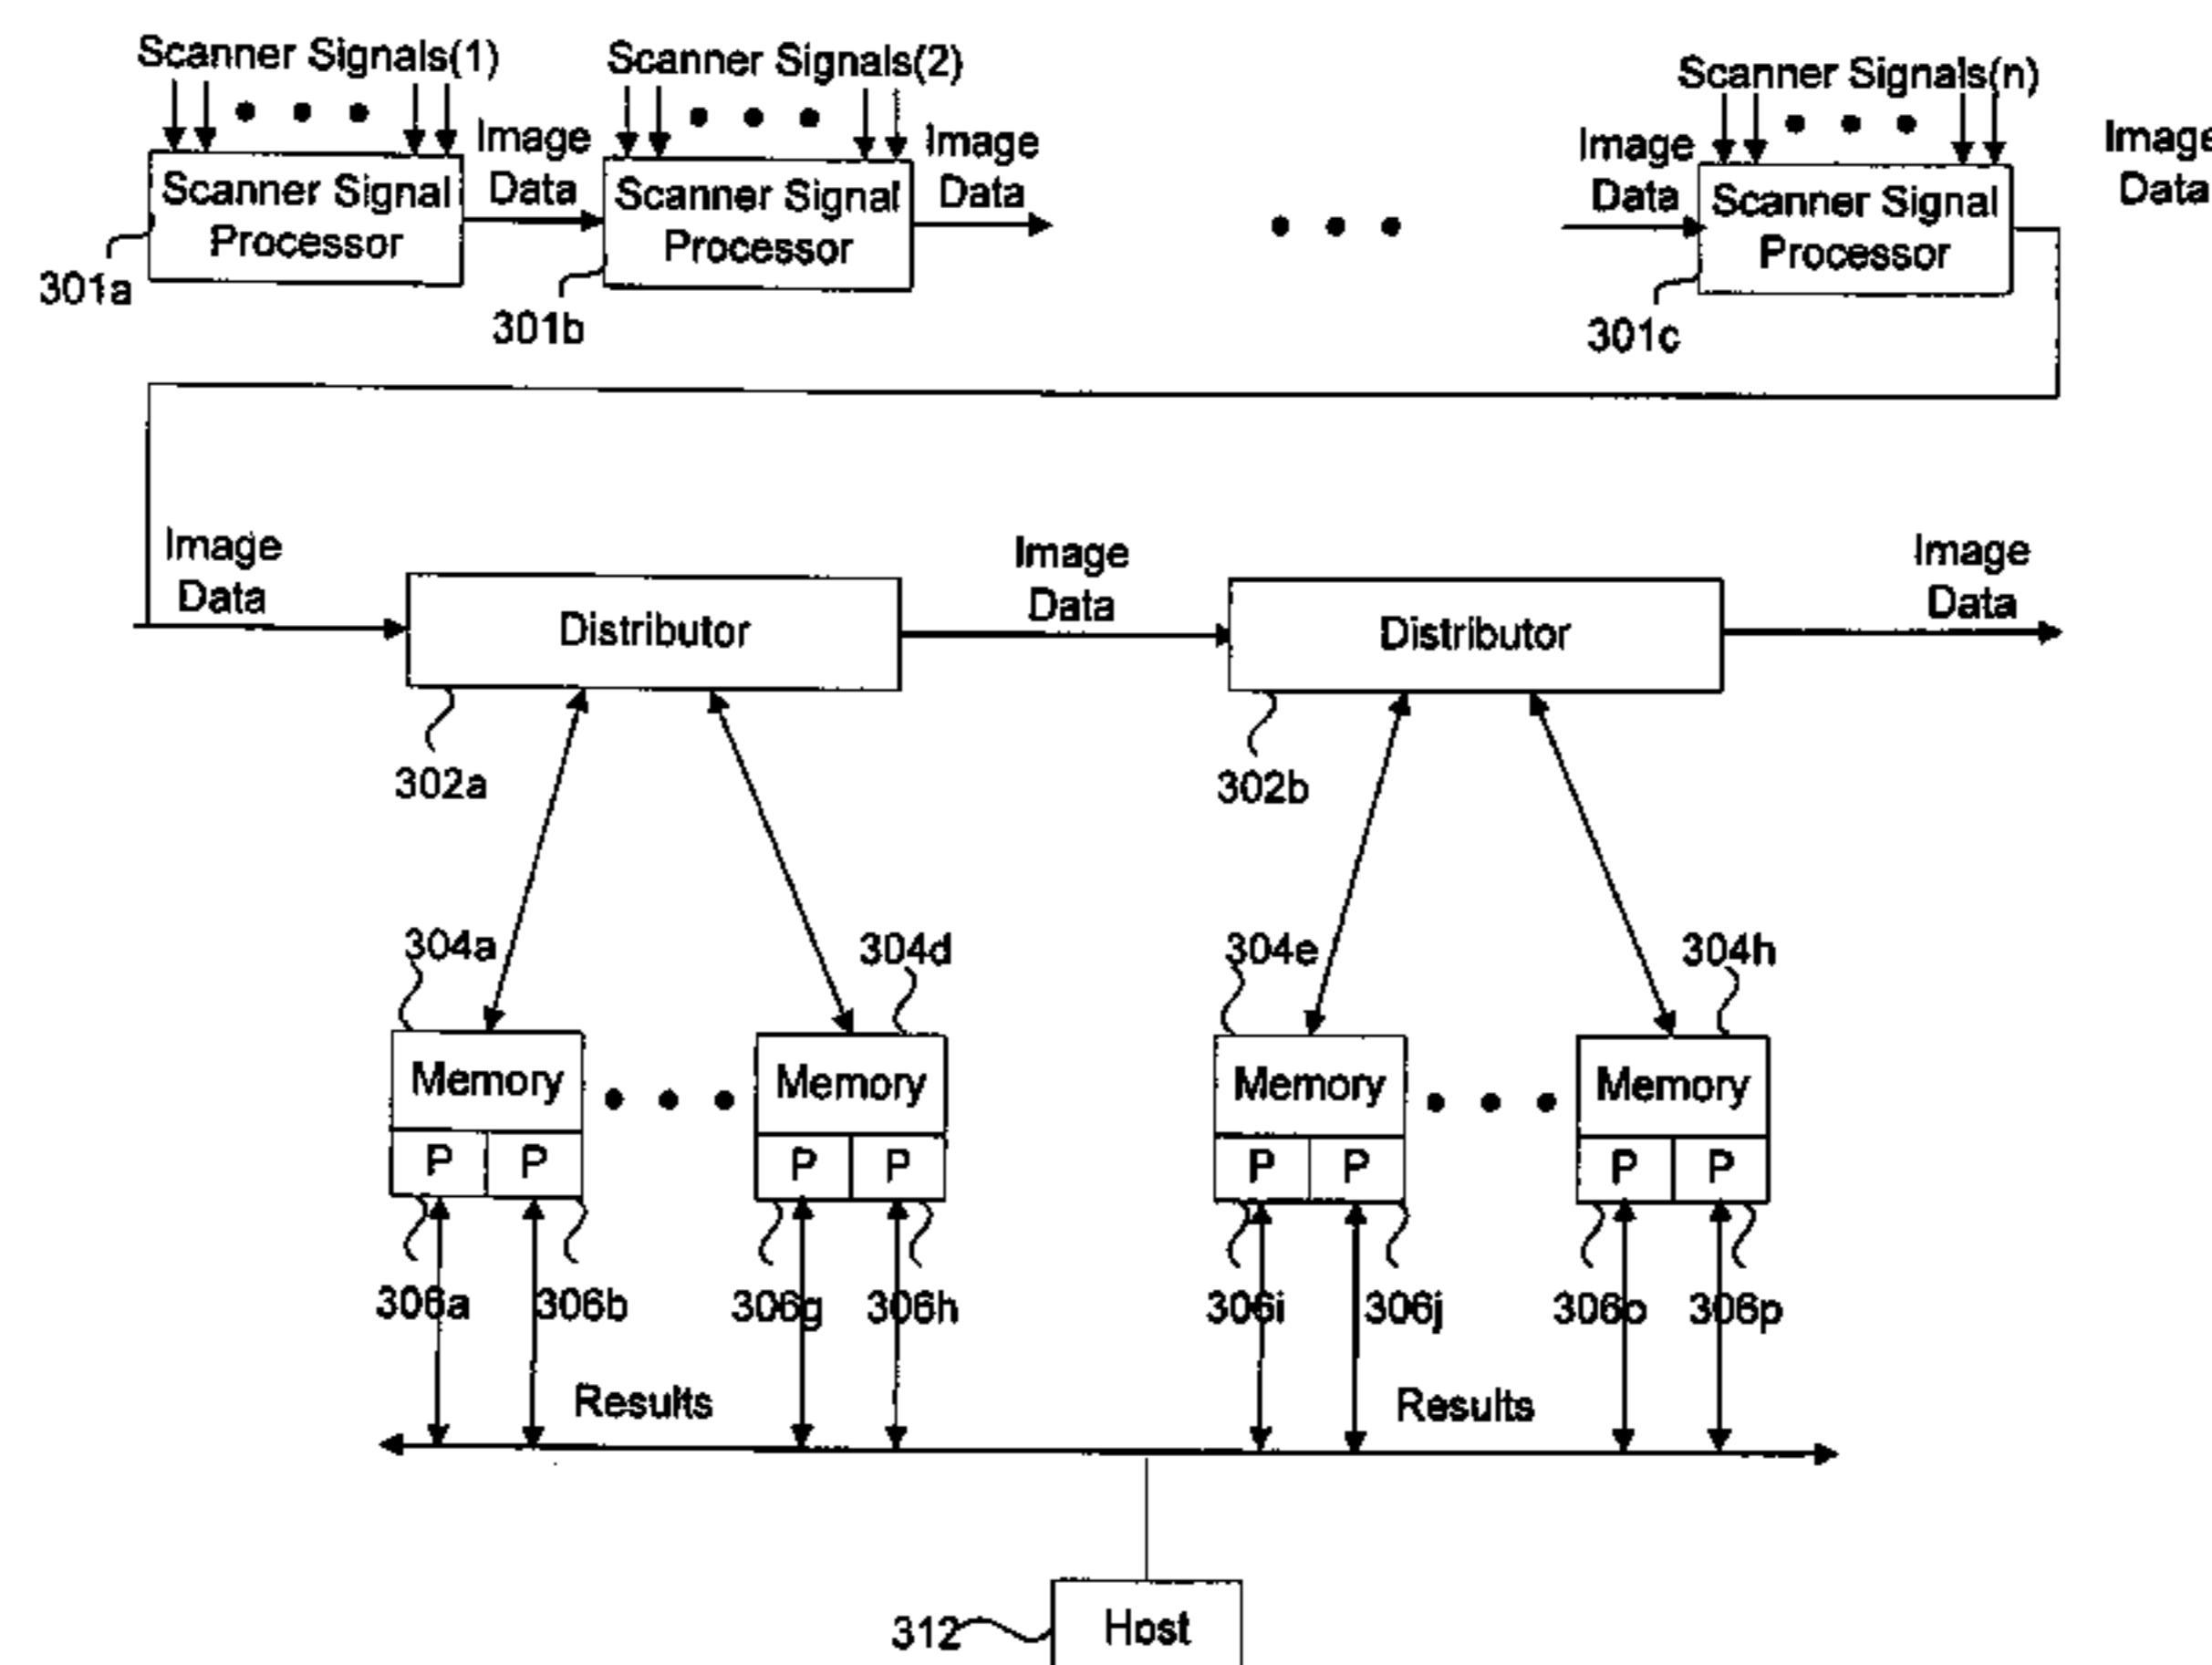 Scanner Signals(1)
Scanner Signals(2)
Scanner Signals(n)
Image
Data
Image
Data
Image
Data
Image
Data
Scanner Signal
Processor
Scanner Signal
Processor
Scanner Signal
Processor
301a
301b
301c
Image
Data
Image
Data
Image
Data
Distributor
Distributor
302a
302b
304a
304d
304e
304h
Memory
Memory
Memory
Memory
P P
P P
P P
P P
306a
306b
306g
306h
306i
306j
306o
306p
Results
Results
312
Host